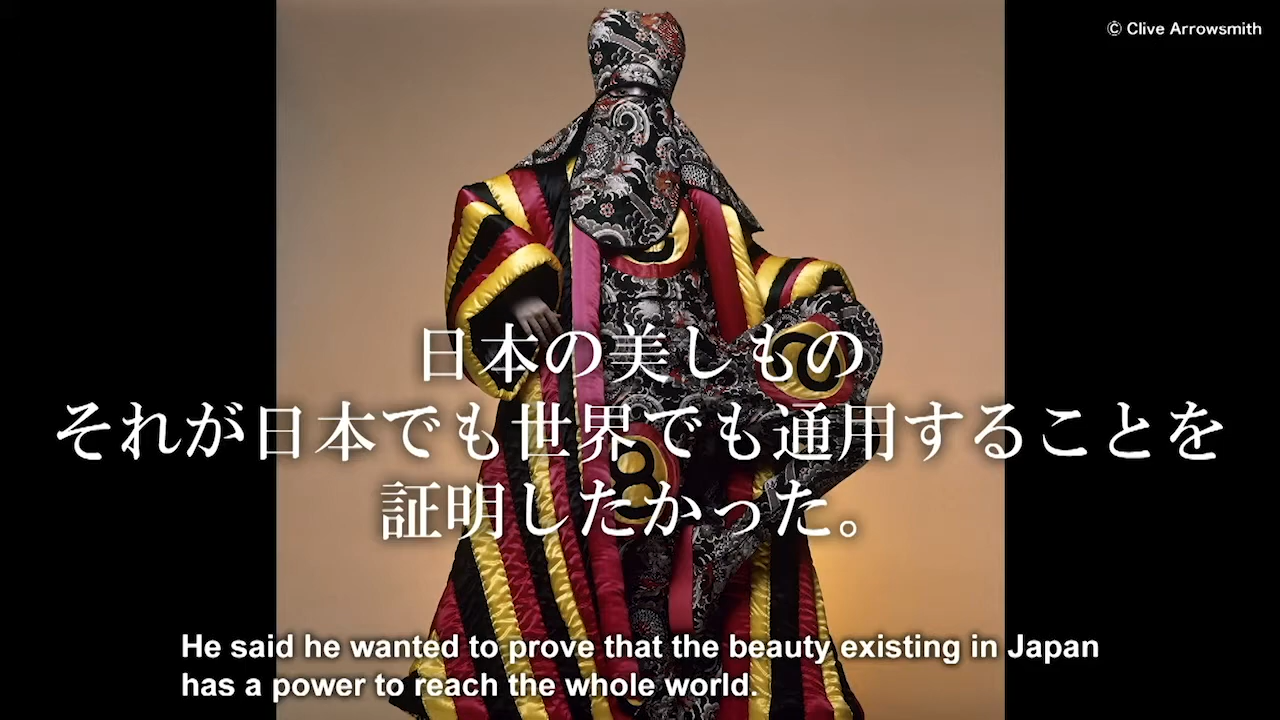 © Clive Arrowsmith
日本の美しもの
それが日本でも世界でも通用することを
証明したかった。
He said he wanted to prove that the beauty existing in Japan
has a power to reach the whole world.